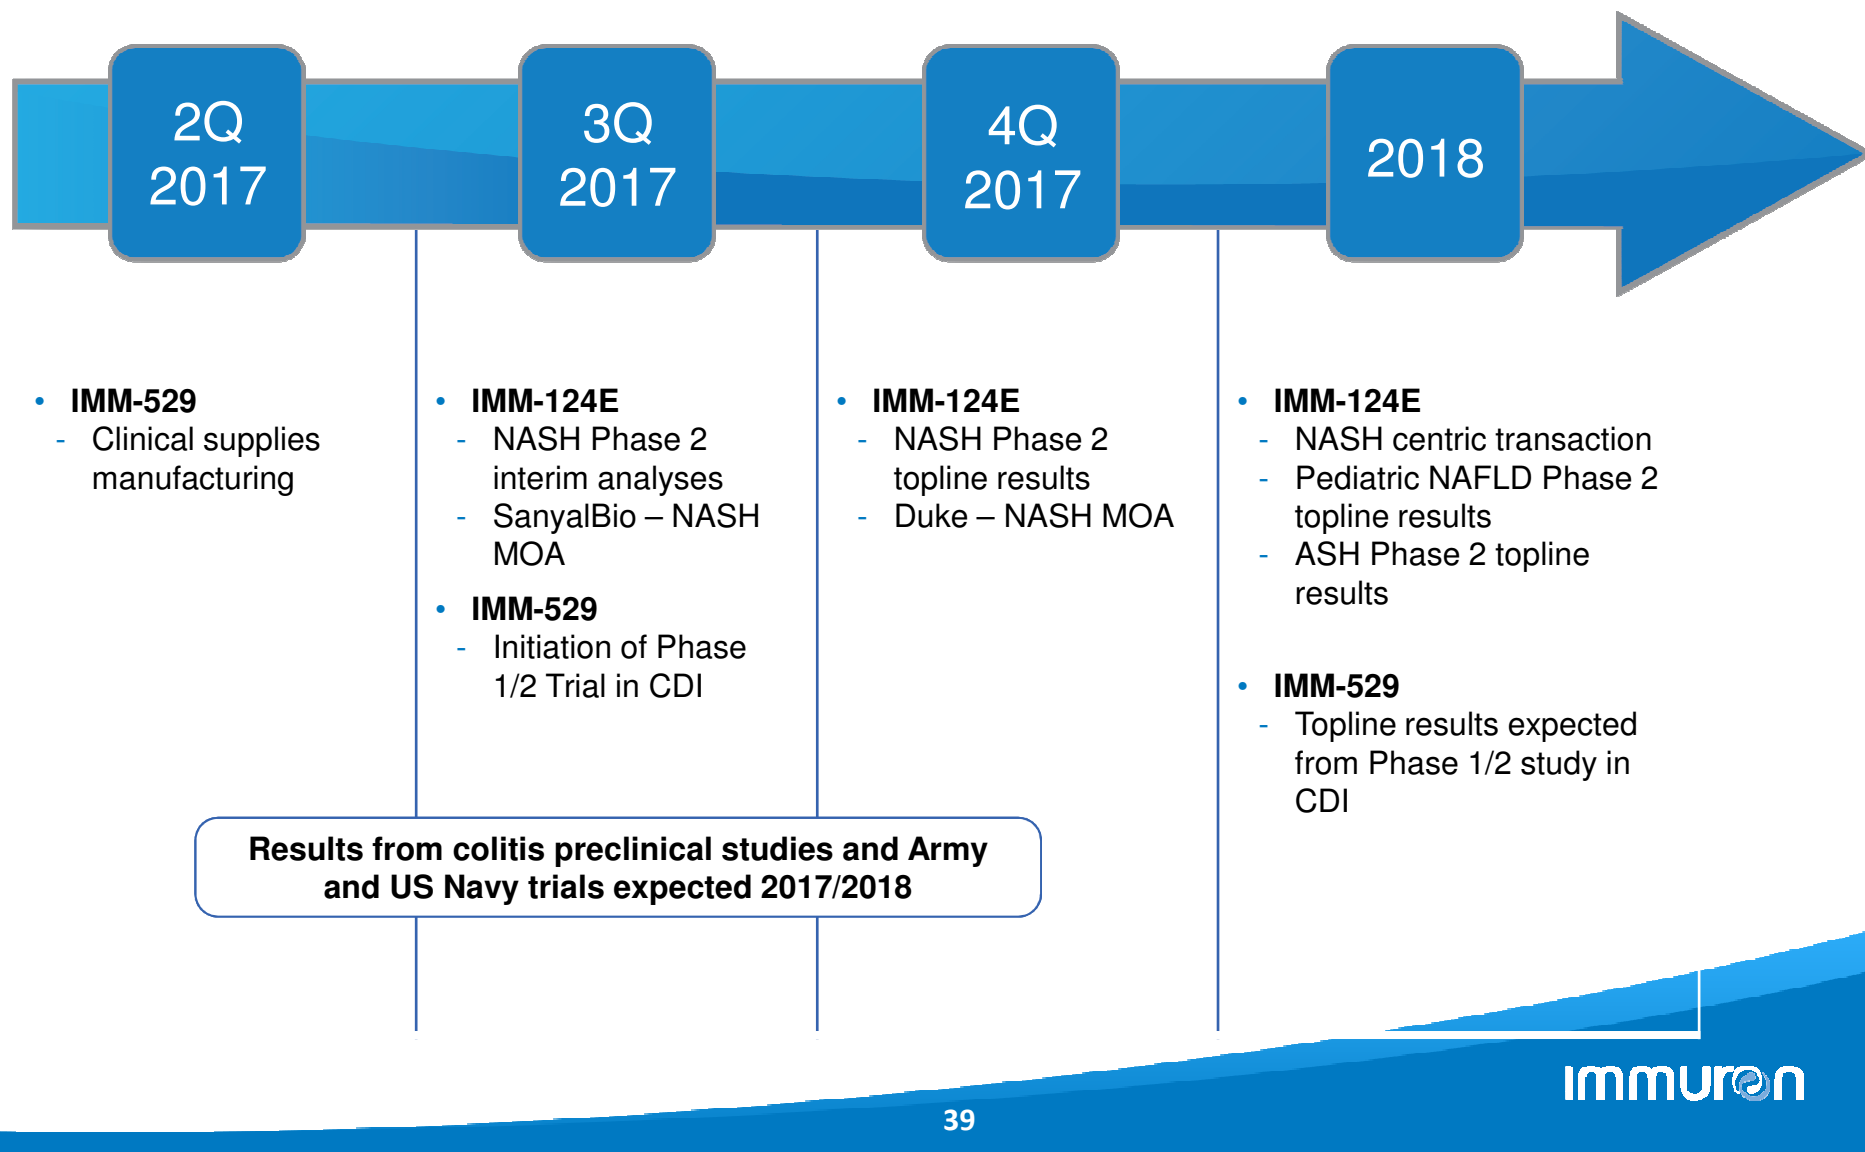 2Q
2017
3Q
2017
4Q
2017
2018
• IMM-529
- Clinical supplies
manufacturing
• IMM-124E
- NASH Phase 2
interim analyses
- SanyalBio – NASH
MOA
• IMM-529
- Initiation of Phase
1/2 Trial in CDI
• IMM-124E
- NASH Phase 2
topline results
- Duke – NASH MOA
• IMM-124E
- NASH centric transaction
- Pediatric NAFLD Phase 2
topline results
- ASH Phase 2 topline
results
• IMM-529
- Topline results expected
from Phase 1/2 study in
CDI
Results from colitis preclinical studies and Army
and US Navy trials expected 2017/2018
immuron
39